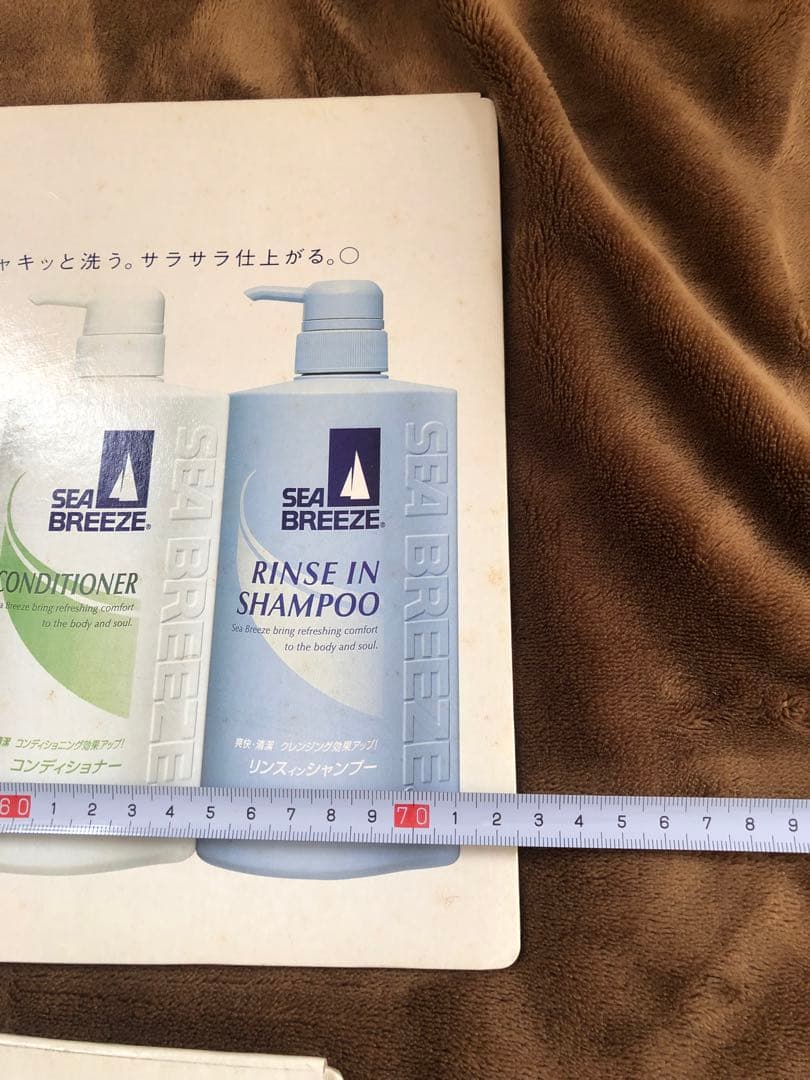 ャキッと洗う。サラサラ仕上がる。○
SEA
BREEZE®
CONDITIONER
Sea Breeze bring refreshing comfort
to the body and soul.
コンディショニング効果アップ!
コンディショナー
SEA BREEZE
SEA
BREEZE®
RINSE IN
SHAMPOO
Sea Breeze bring refreshing comfort
to the body and soul.
爽快・清潔 クレンジング効果アップ!
リンスインシャンプー
SEA BREEZE
60 1 2 3 4 5 6 7 8 9 70 1 2 3 4 5 6 7 8 9